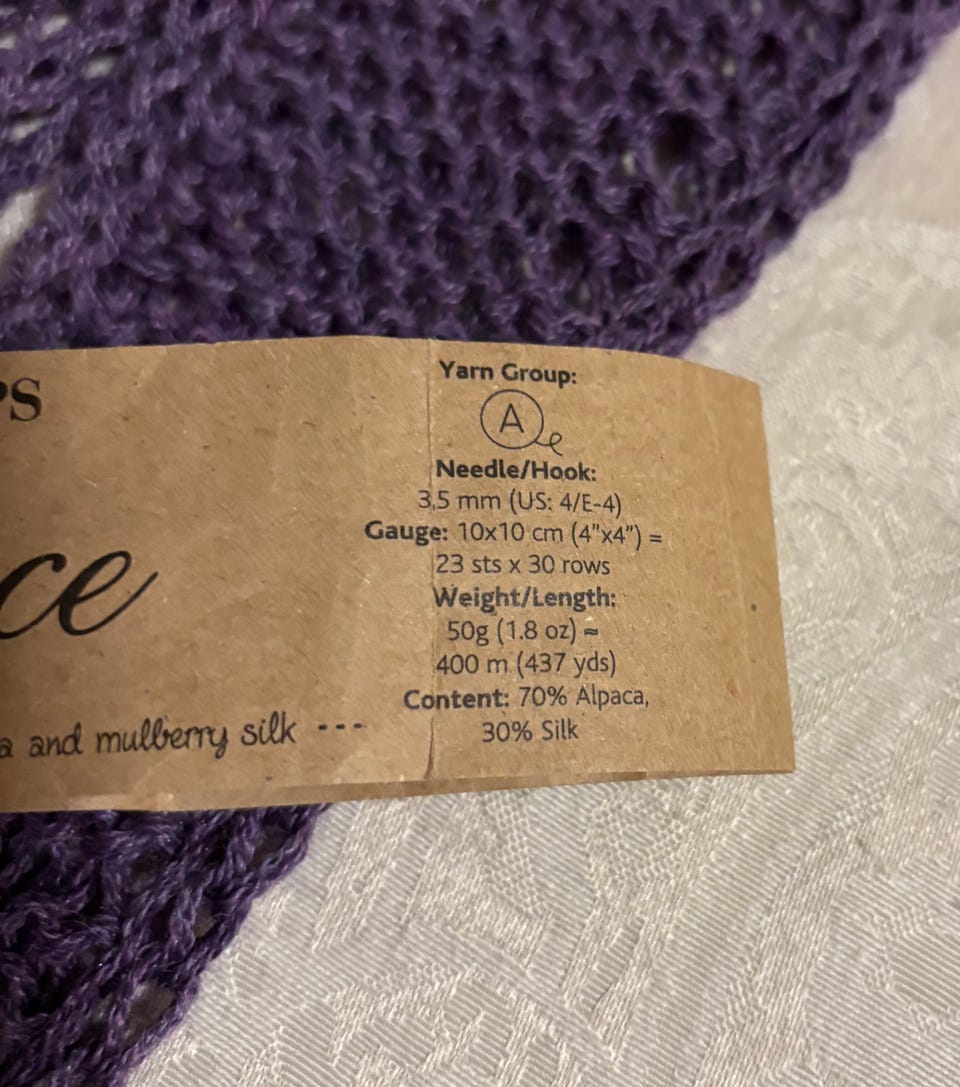 PS
Yarn Group:
A
Needle/Hook:
3,5 mm (US: 4/E-4)
Gauge: 10x10 cm (4"x4") =
23 sts x 30 rows
Weight/Length:
50g (1.8 oz) ≈
400 m (437 yds)
Content: 70% Alpaca,
30% Silk
ce
a and mulberry silk ---